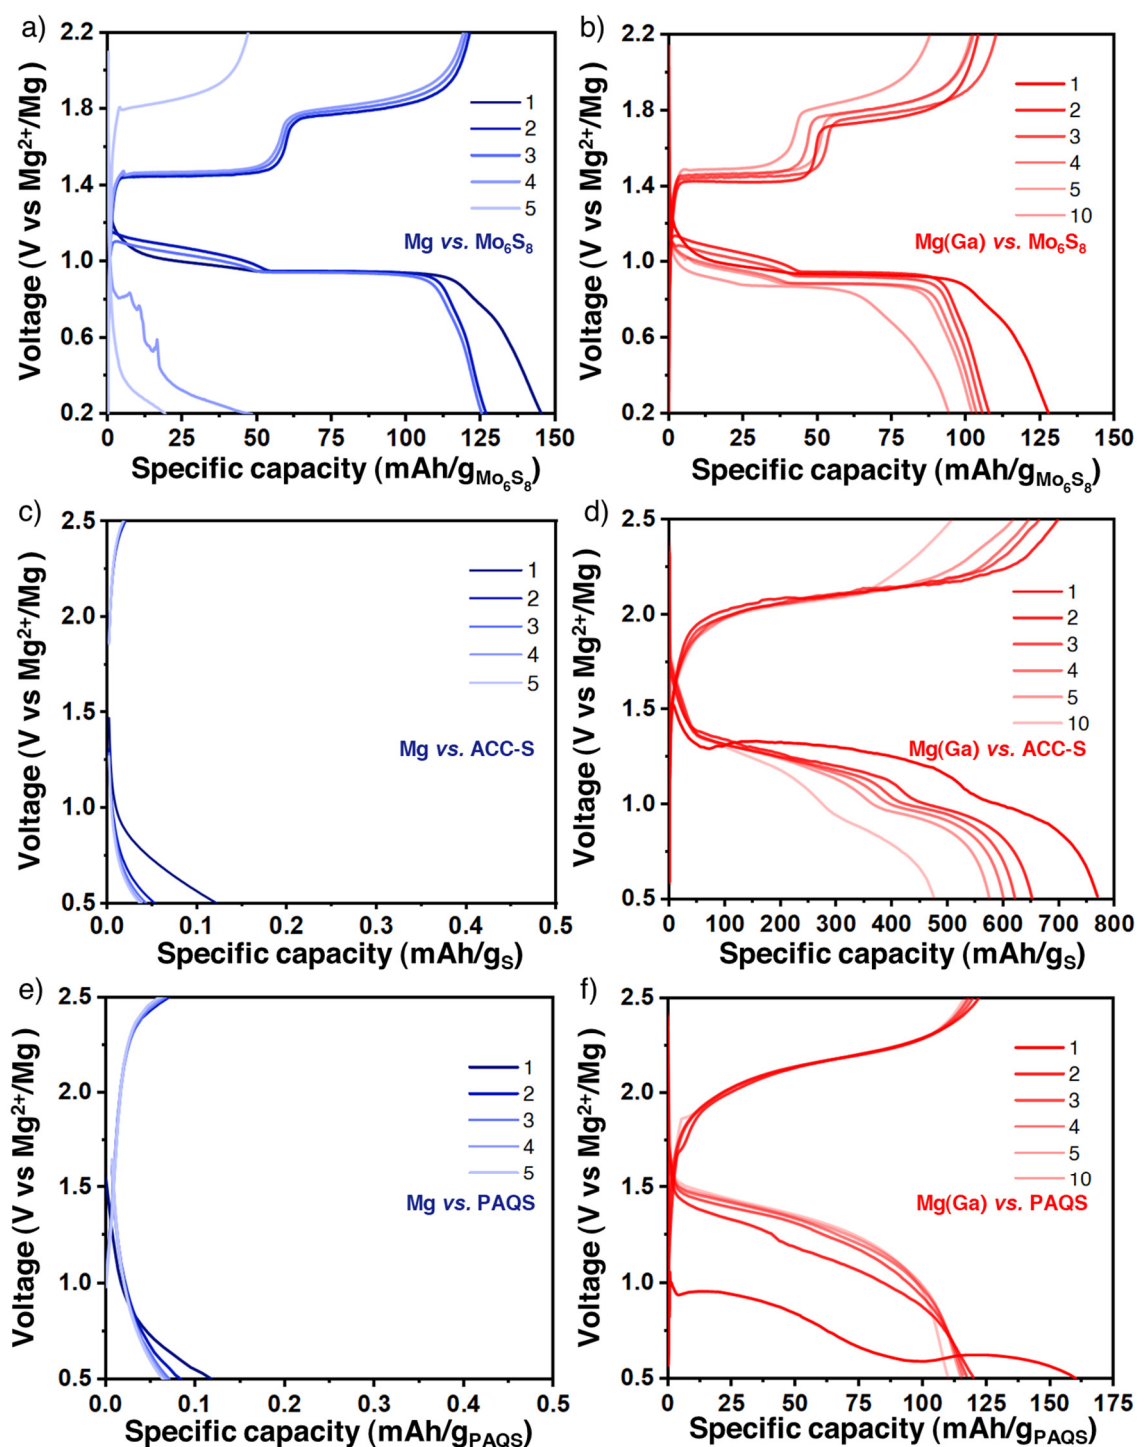 a)
Voltage (V vs Mg²⁺/Mg)
2.2
1.8
1.4
1.0
0.6
0.2
1
2
3
4
5
Mg vs. Mo₆S₈
0 25 50 75 100 125 150
Specific capacity (mAh/g_Mo₆S₈)
b)
Voltage (V vs Mg²⁺/Mg)
2.2
1.8
1.4
1.0
0.6
0.2
1
2
3
4
5
10
Mg(Ga) vs. Mo₆S₈
0 25 50 75 100 125 150
Specific capacity (mAh/g_Mo₆S₈)
c)
Voltage (V vs Mg²⁺/Mg)
2.5
2.0
1.5
1.0
0.5
1
2
3
4
5
Mg vs. ACC-S
0.0 0.1 0.2 0.3 0.4 0.5
Specific capacity (mAh/g_S)
d)
Voltage (V vs Mg²⁺/Mg)
2.5
2.0
1.5
1.0
0.5
1
2
3
4
5
10
Mg(Ga) vs. ACC-S
0 100 200 300 400 500 600 700 800
Specific capacity (mAh/g_S)
e)
Voltage (V vs Mg²⁺/Mg)
2.5
2.0
1.5
1.0
0.5
1
2
3
4
5
Mg vs. PAQS
0.0 0.1 0.2 0.3 0.4 0.5
Specific capacity (mAh/g_PAQS)
f)
Voltage (V vs Mg²⁺/Mg)
2.5
2.0
1.5
1.0
0.5
1
2
3
4
5
10
Mg(Ga) vs. PAQS
0 25 50 75 100 125 150 175
Specific capacity (mAh/g_PAQS)